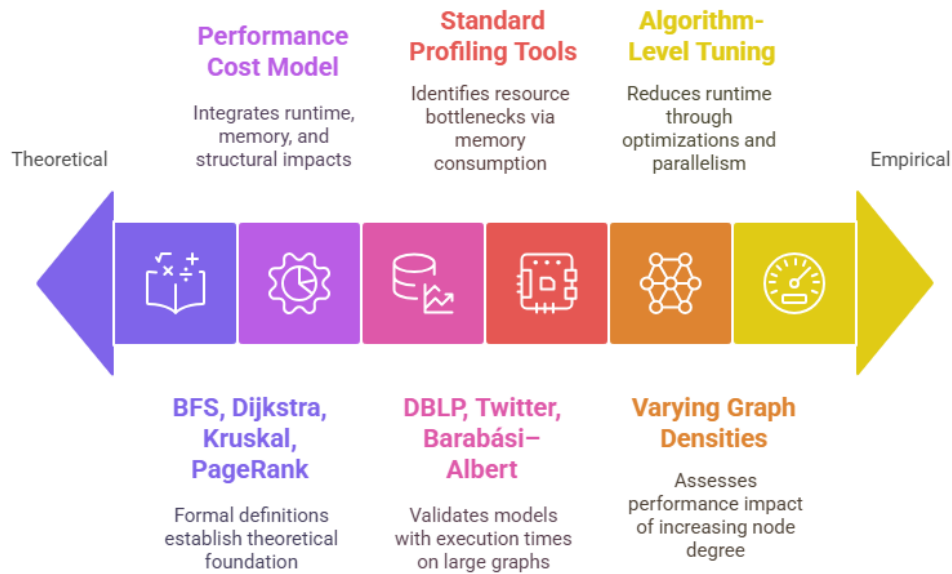 Performance
Cost Model
Integrates runtime,
memory, and
structural impacts
Standard
Profiling Tools
Identifies resource
bottlenecks via
memory
consumption
Algorithm-
Level Tuning
Reduces runtime
through
optimizations and
parallelism
Theoretical
Empirical
BFS, Dijkstra,
Kruskal,
PageRank
Formal definitions
establish theoretical
foundation
DBLP, Twitter,
Barabási–
Albert
Validates models
with execution times
on large graphs
Varying Graph
Densities
Assesses
performance impact
of increasing node
degree